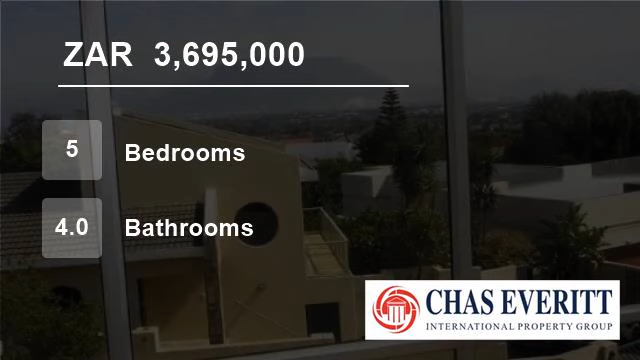 ZAR 3,695,000
5 Bedrooms
4.0 Bathrooms
CHAS EVERITT
INTERNATIONAL PROPERTY GROUP